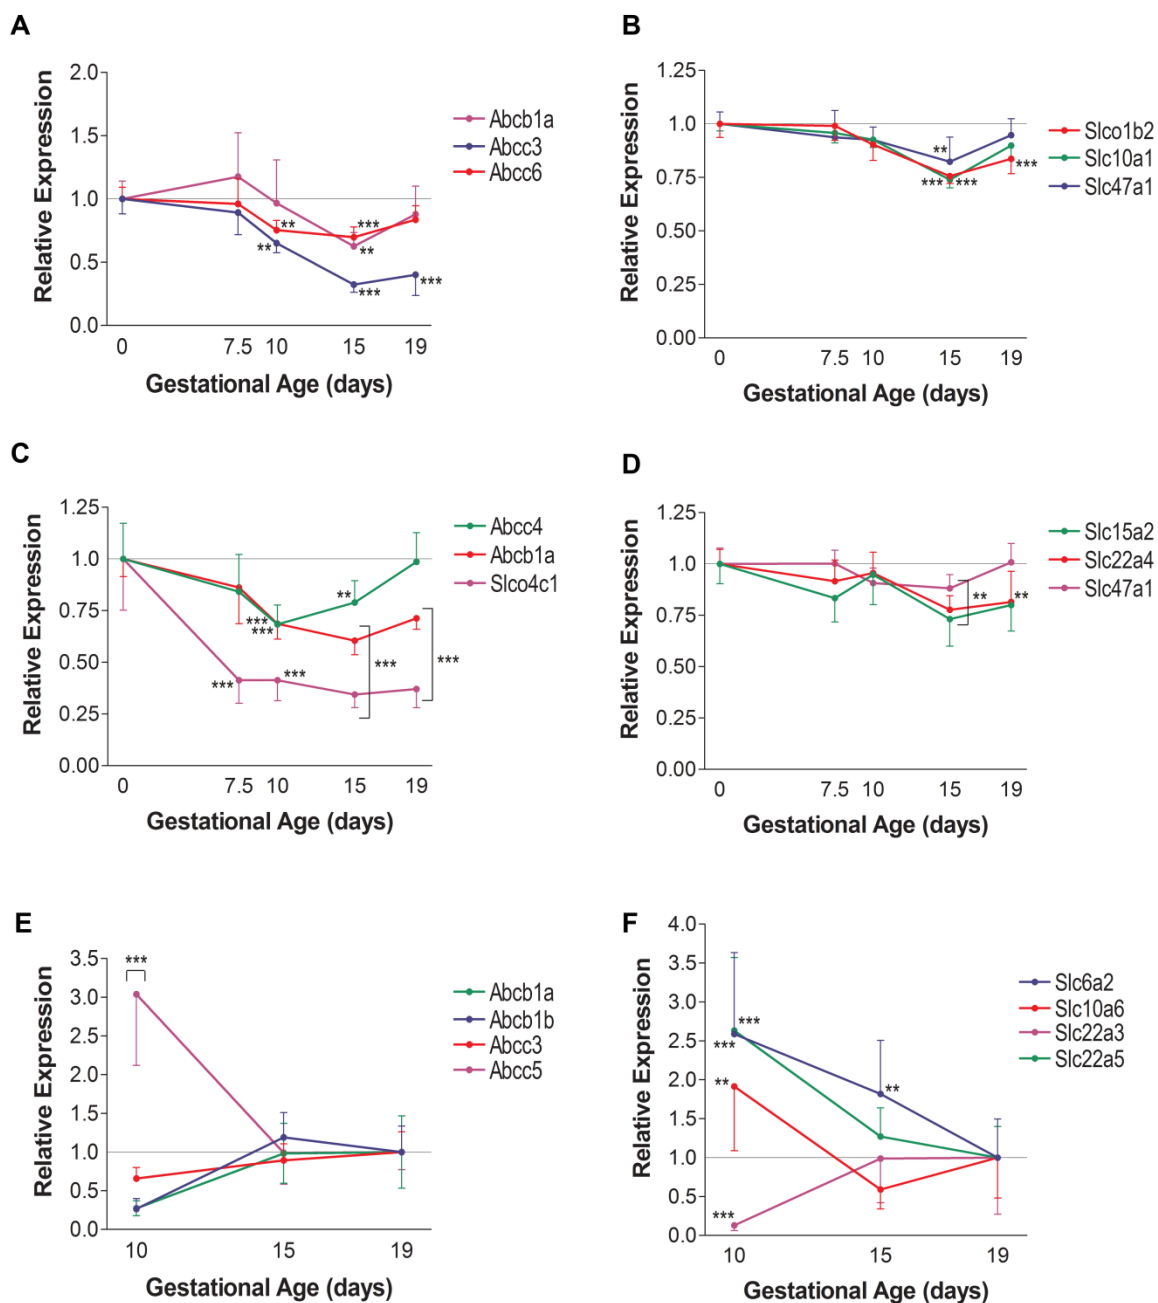 A
Relative Expression
2.0
1.5
1.0
0.5
0.0
** ***
** **
*** ***
0 7.5 10 15 19
Gestational Age (days)
Abcb1a
Abcc3
Abcc6
B
Relative Expression
1.25
1.0
0.75
0.50
0.25
0.00
**
*** *** ***
0 7.5 10 15 19
Gestational Age (days)
Slco1b2
Slc10a1
Slc47a1
C
Relative Expression
1.25
1.0
0.75
0.50
0.25
0.00
**
***
***
*** ***
*** ***
0 7.5 10 15 19
Gestational Age (days)
Abcc4
Abcb1a
Slco4c1
D
Relative Expression
1.25
1.0
0.75
0.50
0.25
0.00
** **
0 7.5 10 15 19
Gestational Age (days)
Slc15a2
Slc22a4
Slc47a1
E
Relative Expression
3.5
3.0
2.5
2.0
1.5
1.0
0.5
0.0
***
10 15 19
Gestational Age (days)
Abcb1a
Abcb1b
Abcc3
Abcc5
F
Relative Expression
4.0
3.5
3.0
2.5
2.0
1.5
1.0
0.5
0.0
***
***
** **
***
10 15 19
Gestational Age (days)
Slc6a2
Slc10a6
Slc22a3
Slc22a5